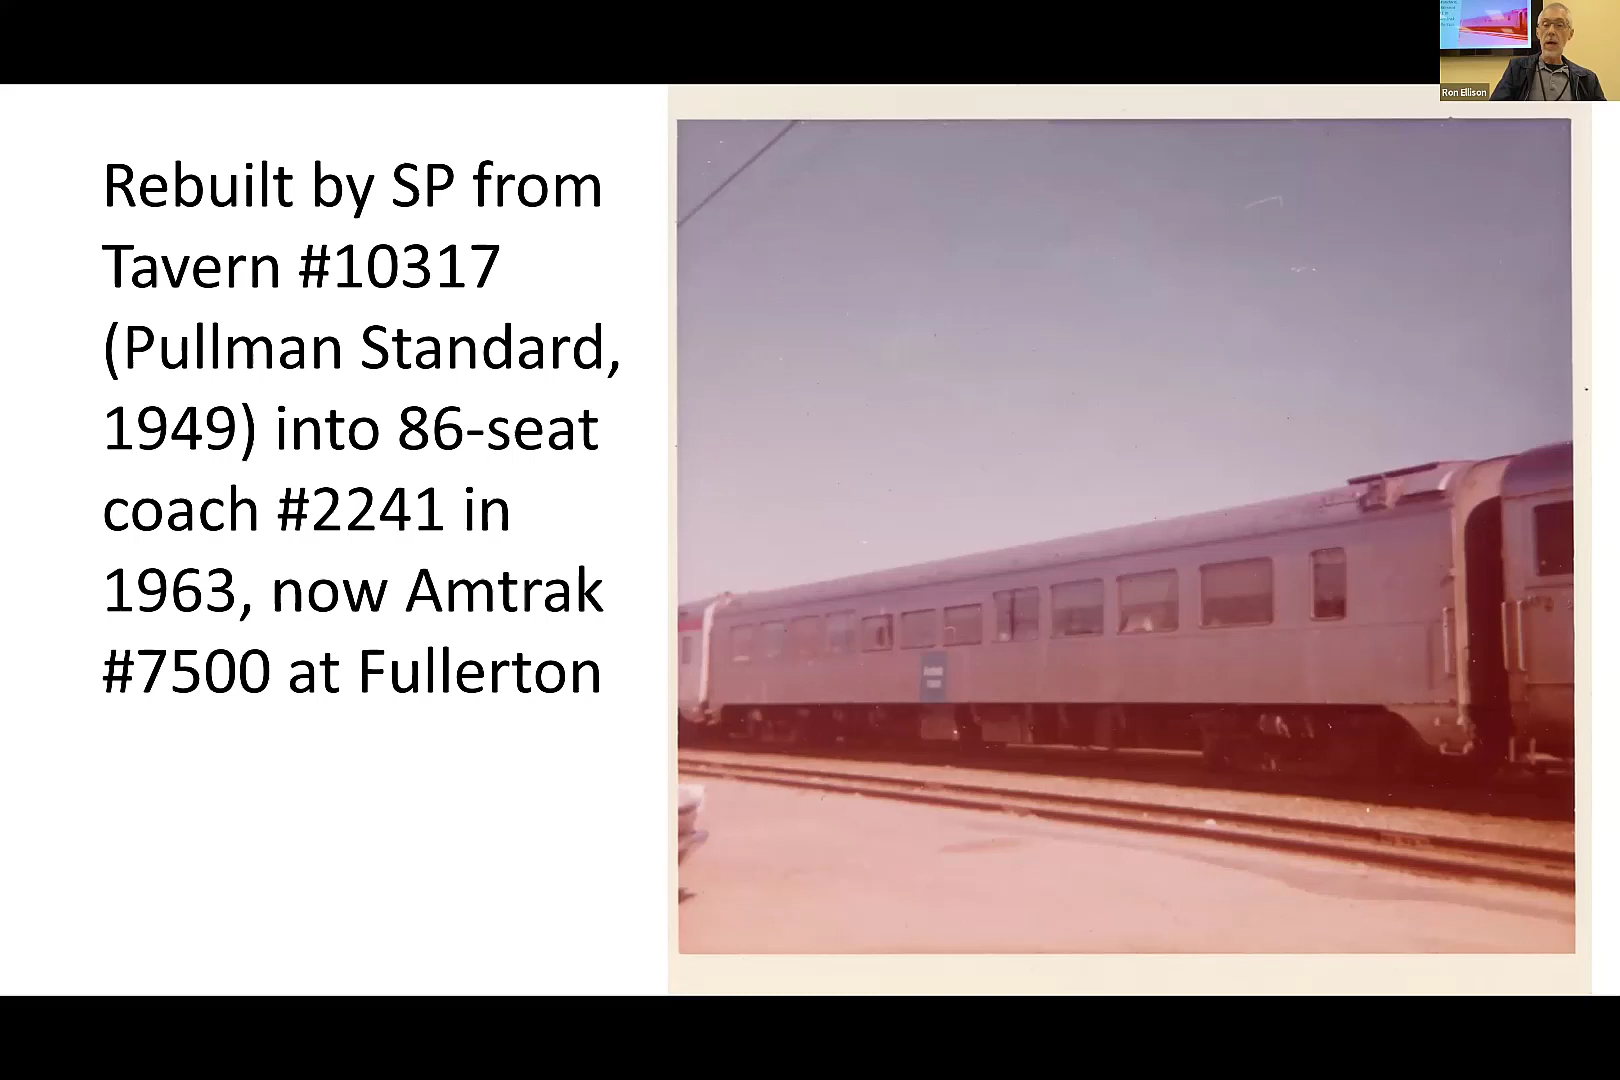 Rebuilt by SP from
Tavern #10317
(Pullman Standard,
1949) into 86-seat
coach #2241 in
1963, now Amtrak
#7500 at Fullerton
Ron Ellison